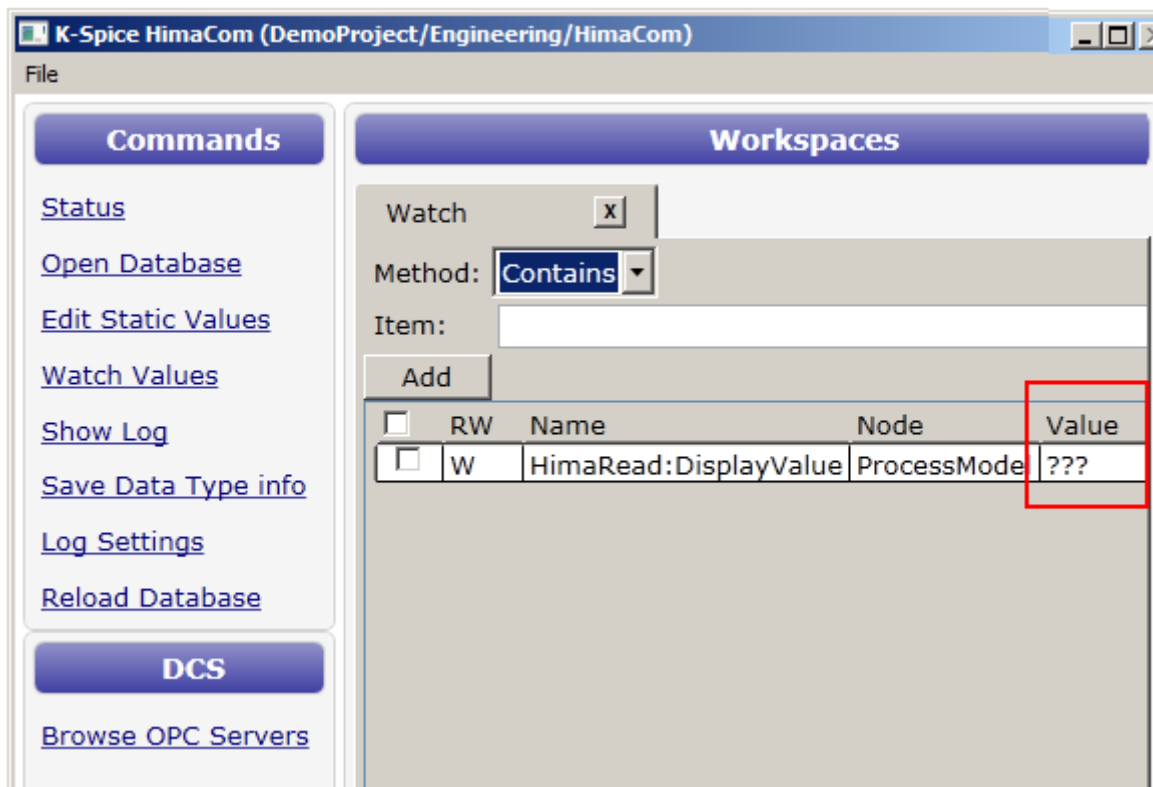 K-Spice HimaCom (DemoProject/Engineering/HimaCom)
File
Commands
Status
Open Database
Edit Static Values
Watch Values
Show Log
Save Data Type info
Log Settings
Reload Database
DCS
Browse OPC Servers
Workspaces
Watch X
Method: Contains
Item:
Add
RW Name Node Value
W HimaRead:DisplayValue ProcessModel ???